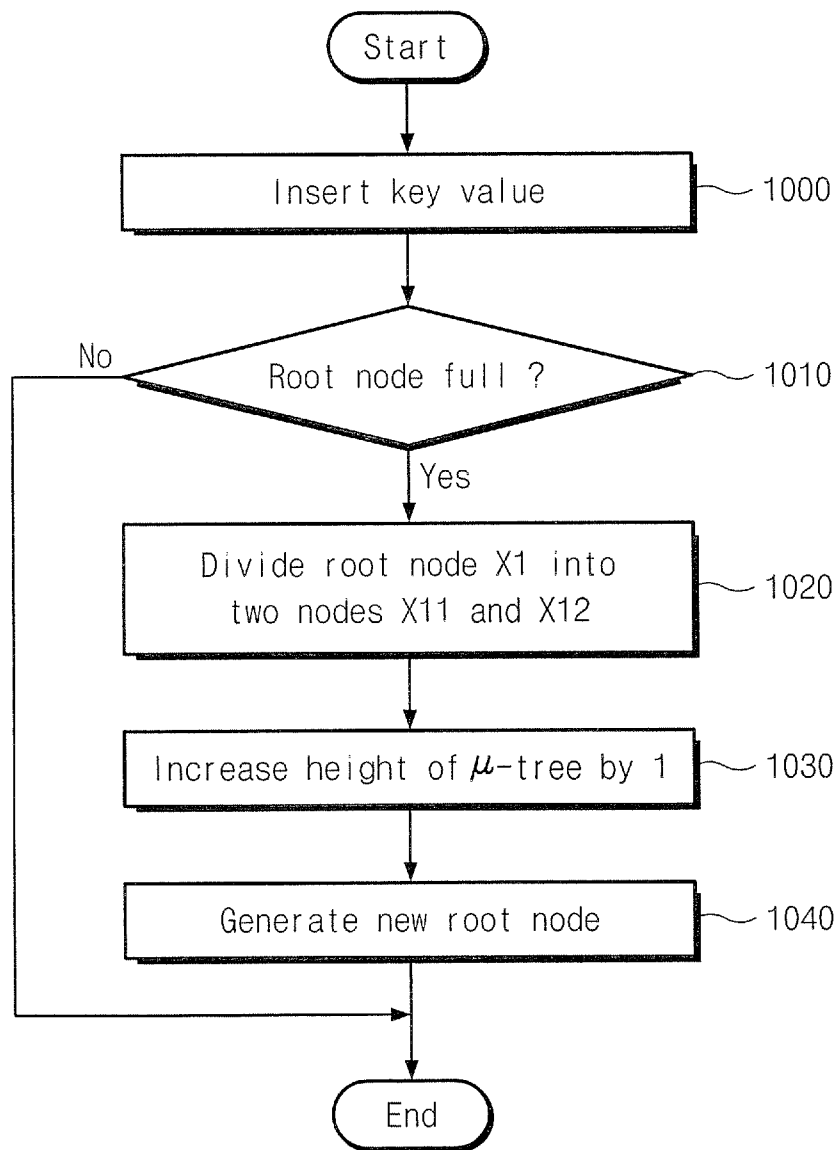 Start
Insert key value
1000
Root node full ?
1010
No
Yes
Divide root node X1 into
two nodes X11 and X12
1020
Increase height of μ-tree by 1
1030
Generate new root node
1040
End